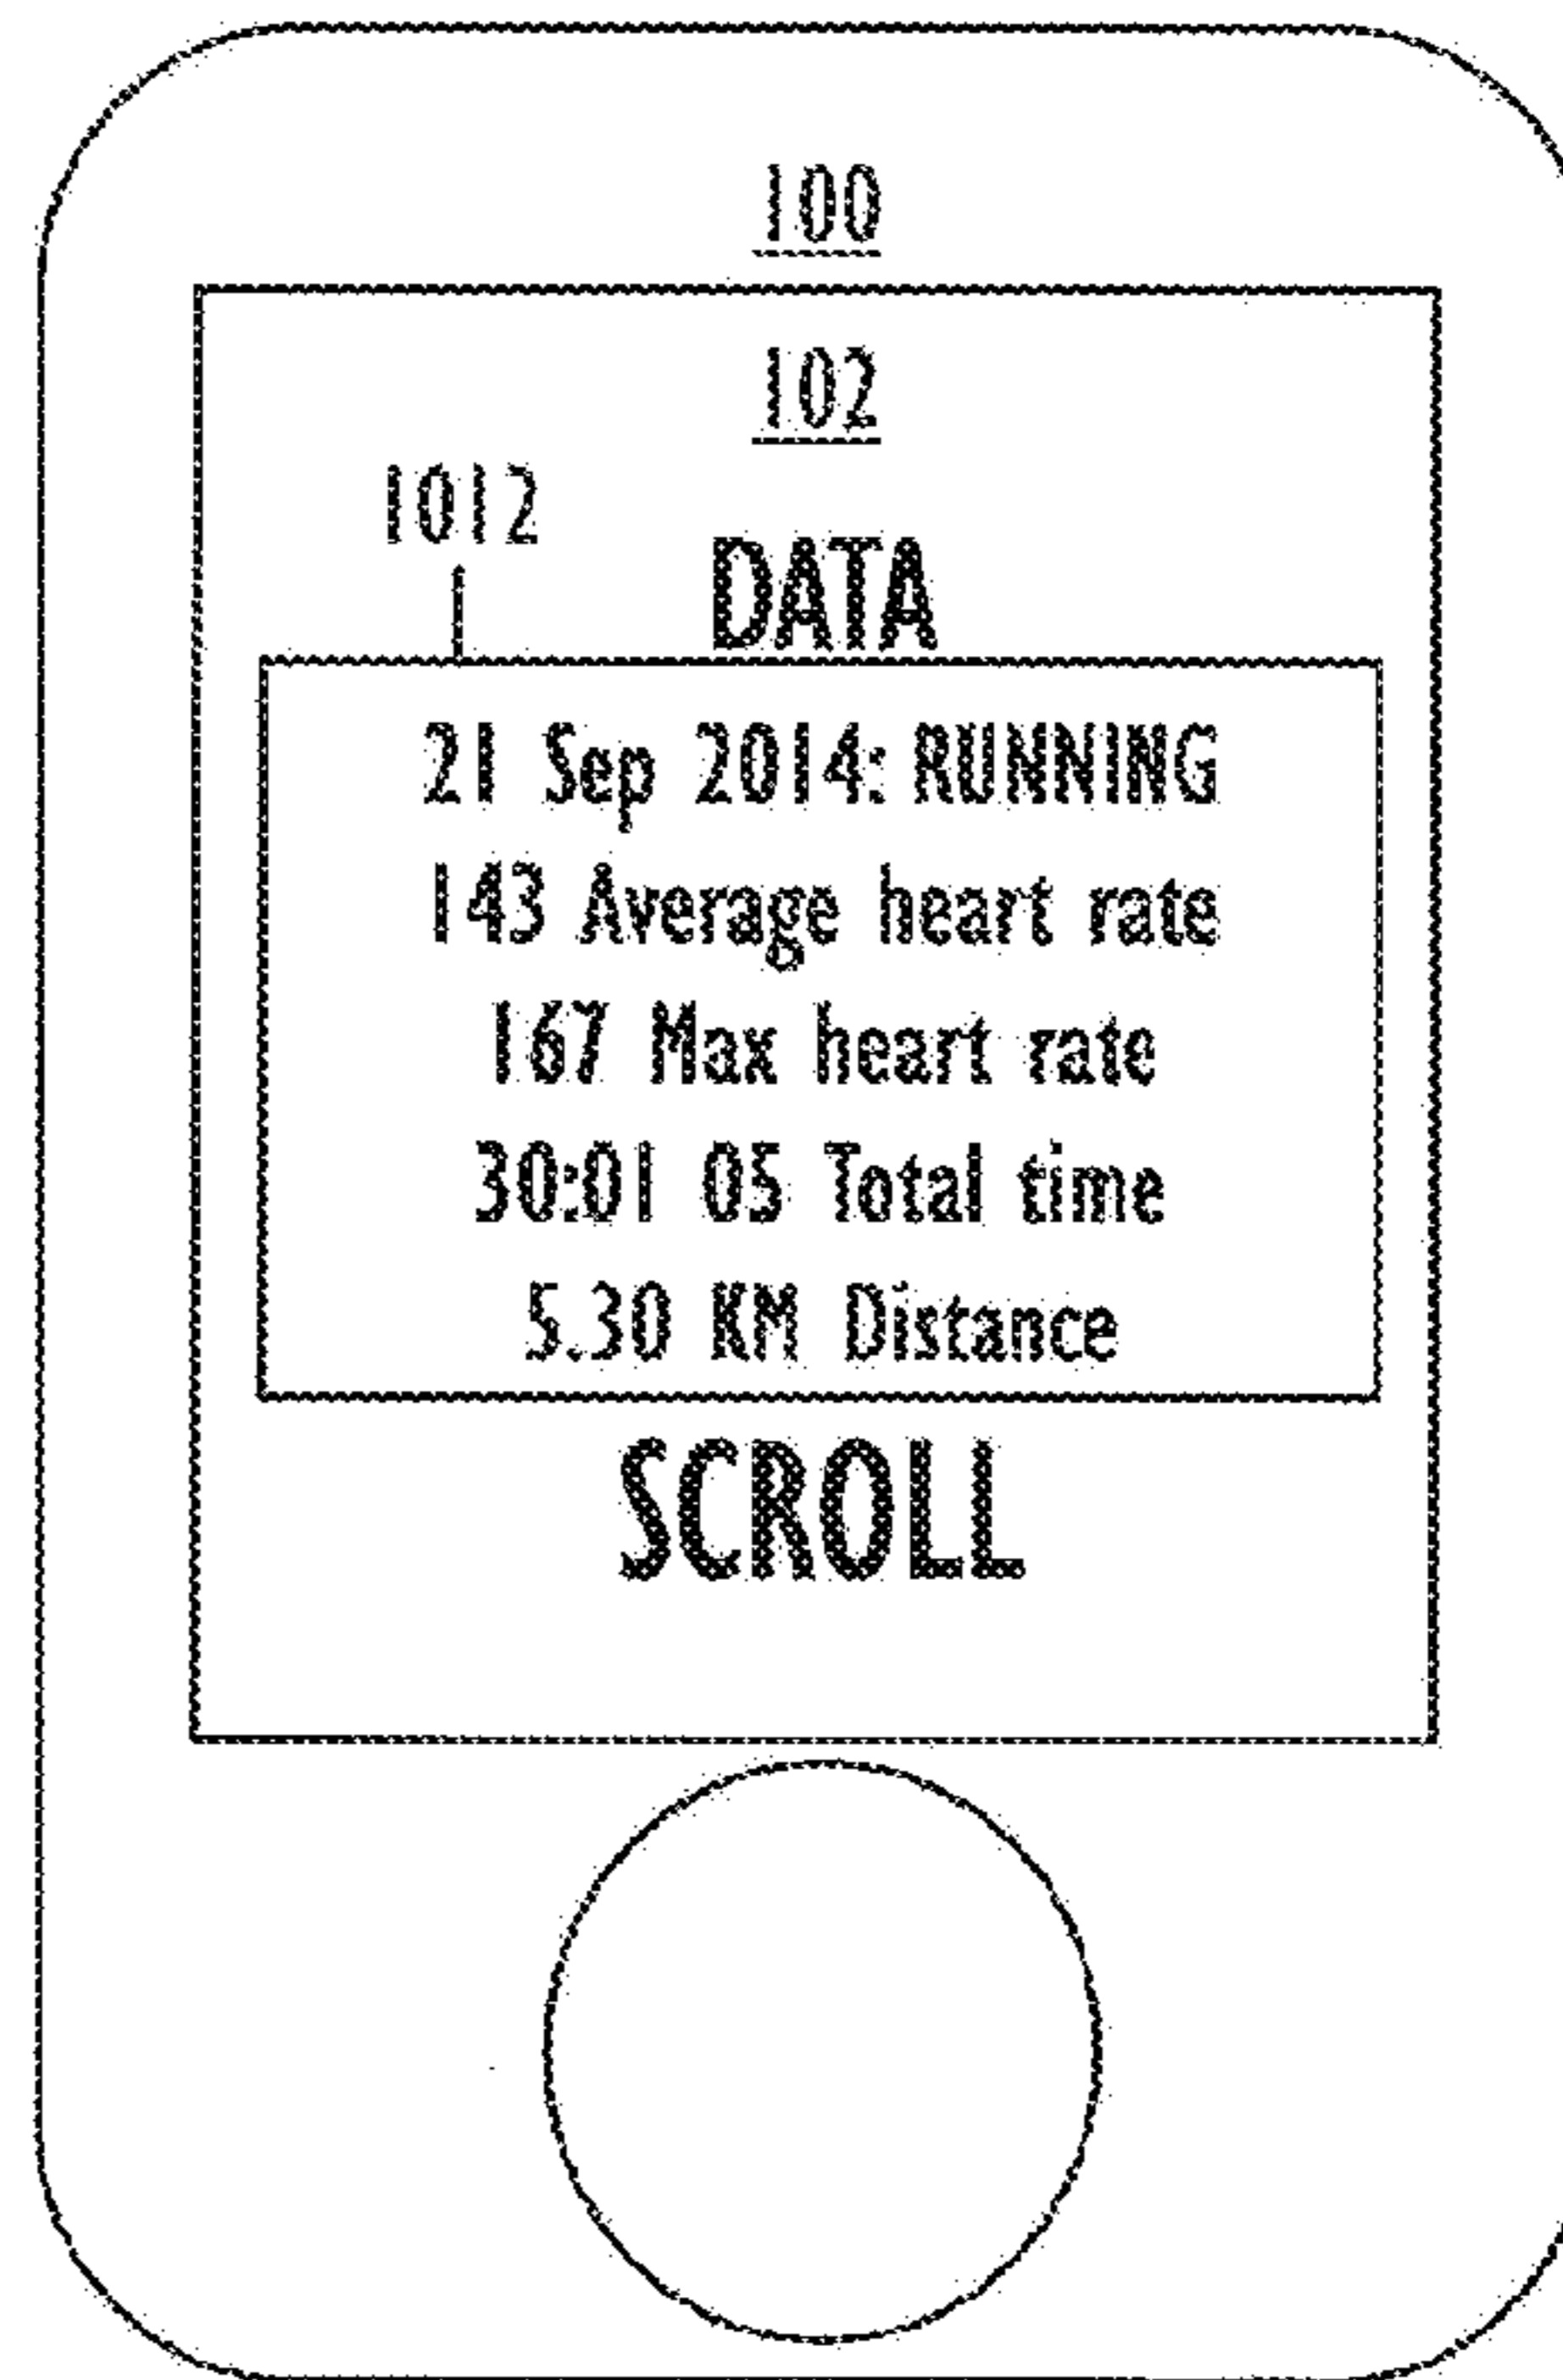 100
102
1012
DATA
21 Sep 2014: RUNNING
143 Average heart rate
167 Max heart rate
30:01 05 Total time
5.30 KM Distance
SCROLL